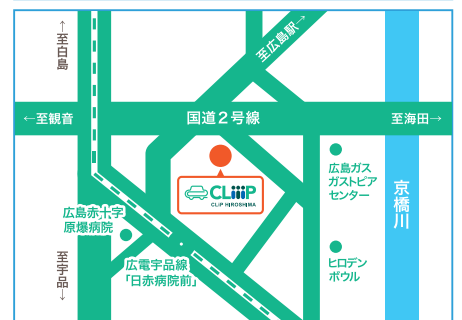 ←至白島
至広島駅→
←至観音
国道2号線
至海田→
広島ガス
ガストピア
センター
CLiiiP
CLiP HIROSHIMA
京橋川
広島赤十字
原爆病院
広電宇品線
「日赤病院前」
至宇品→
ヒロデン
ボウル